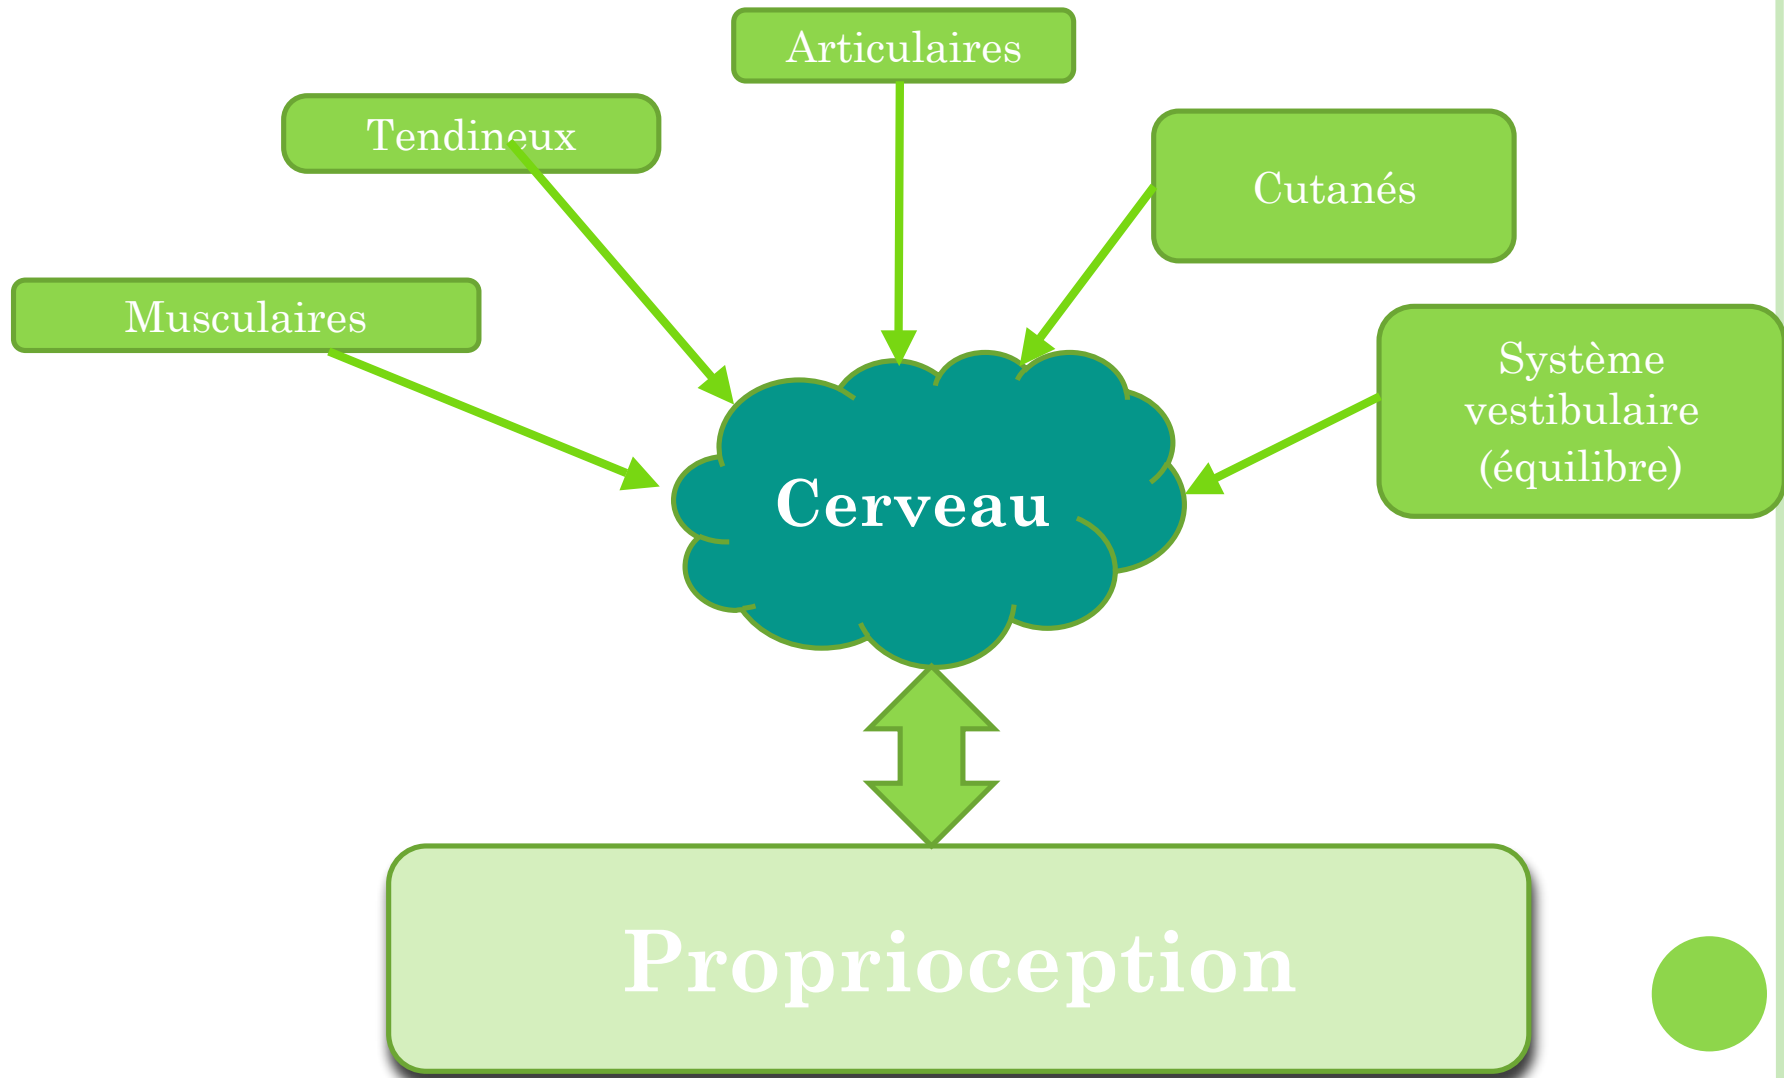 Articulaires
Tendineux
Cutanés
Musculaires
Système
vestibulaire
(équilibre)
Cerveau
Proprioception